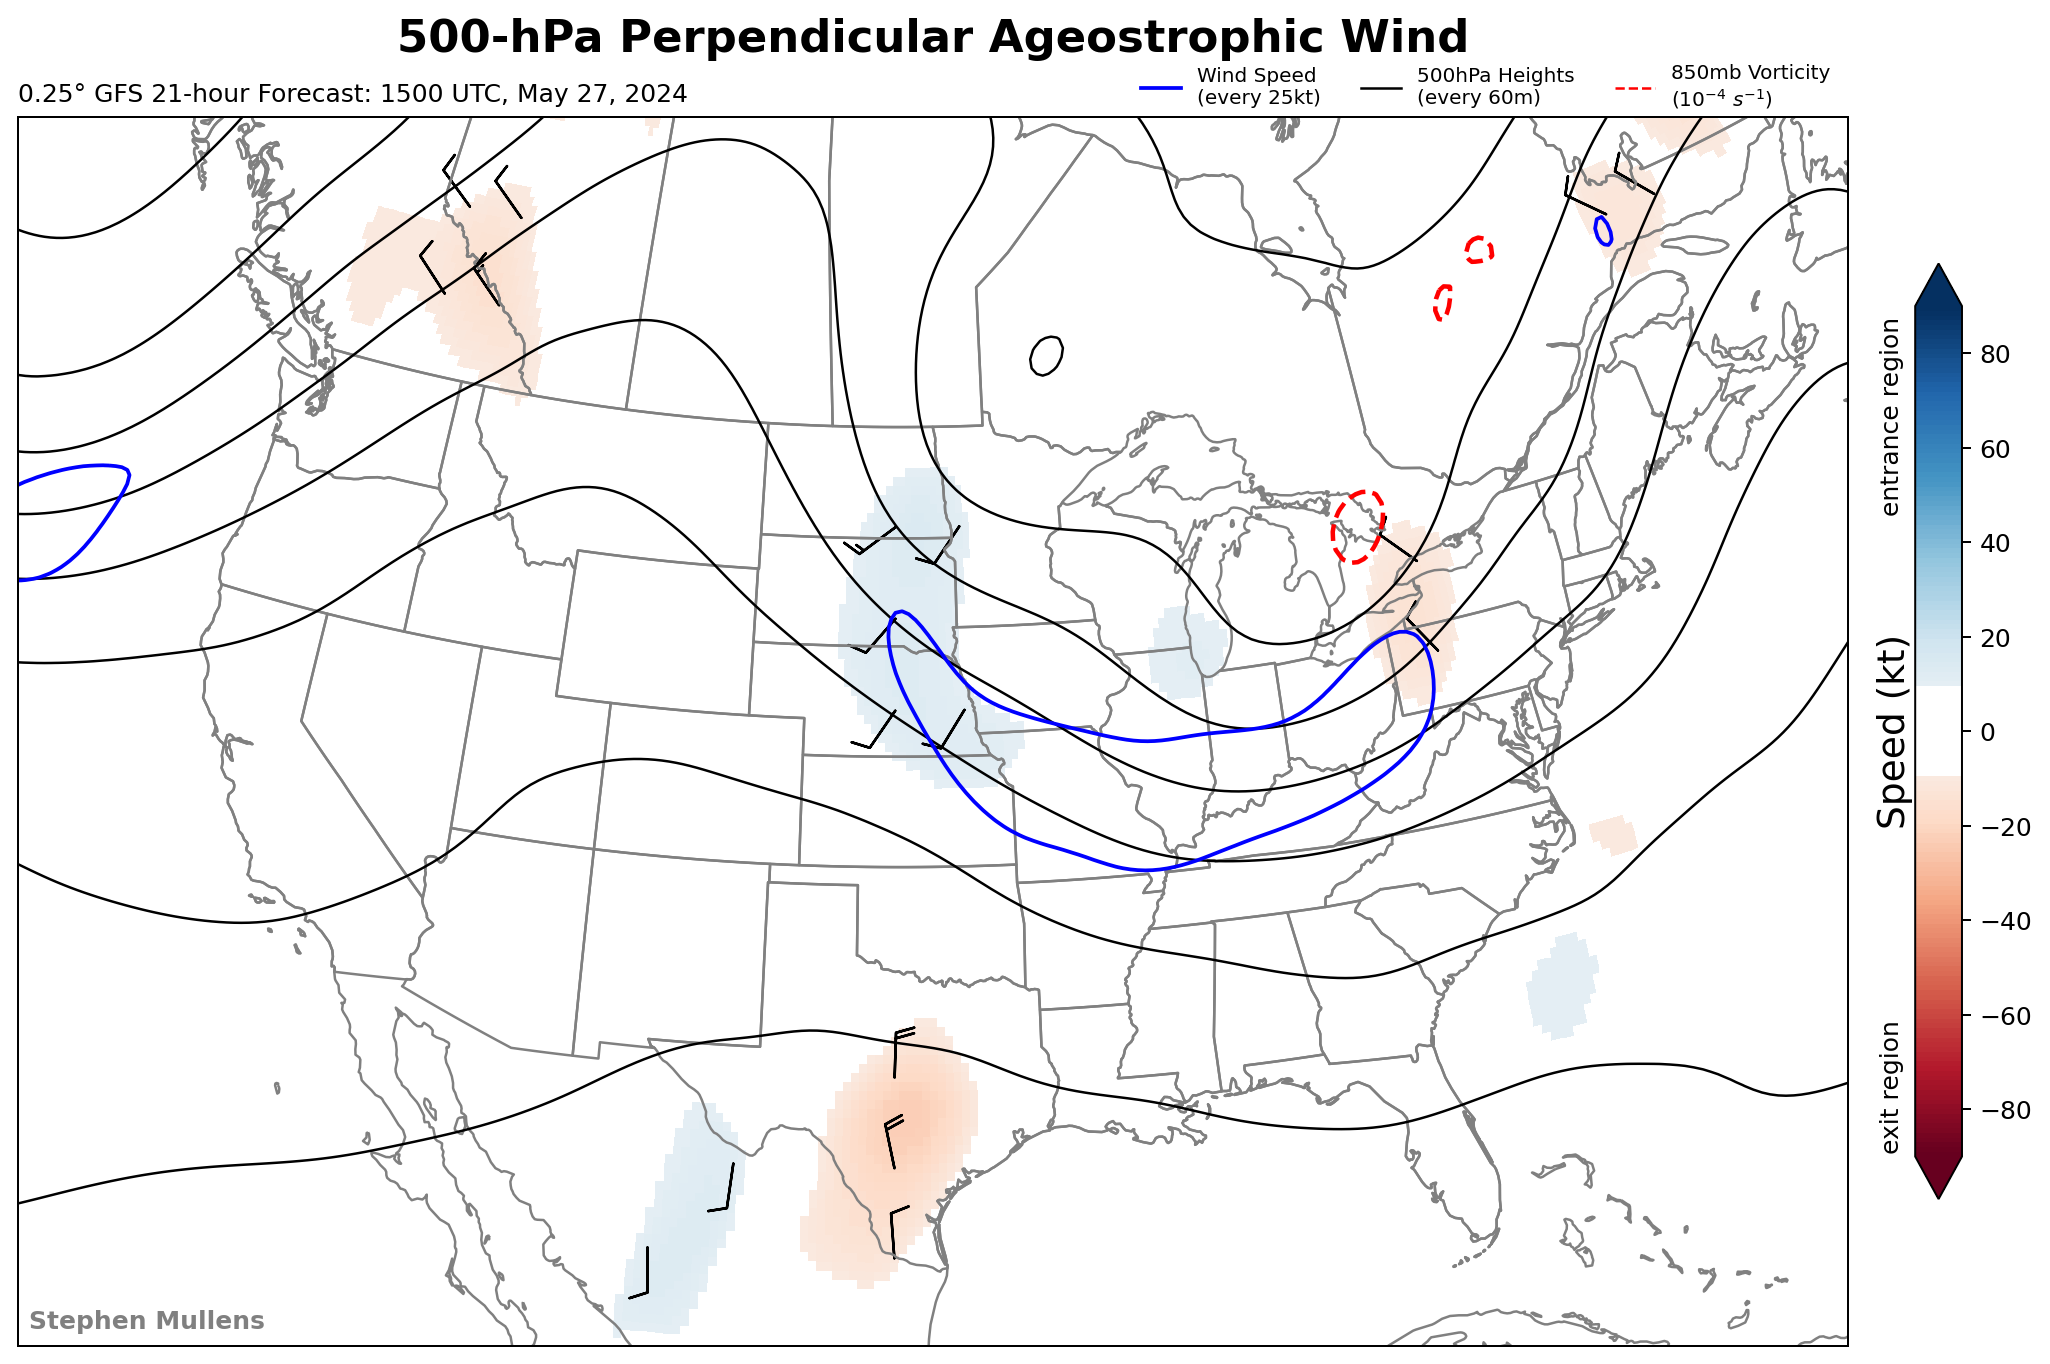 500-hPa Perpendicular Ageostrophic Wind
0.25° GFS 21-hour Forecast: 1500 UTC, May 27, 2024
Wind Speed
(every 25kt)
500hPa Heights
(every 60m)
850mb Vorticity
(10⁻⁴ s⁻¹)
entrance region
Speed (kt)
exit region
80
60
40
20
0
−20
−40
−60
−80
Stephen Mullens